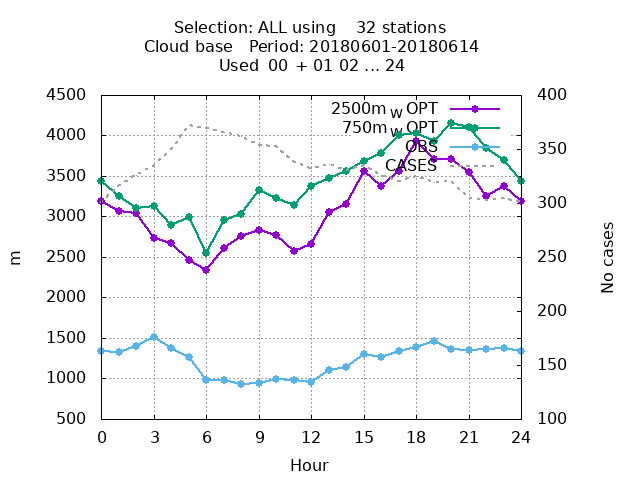 Selection: ALL using 32 stations
Cloud base Period: 20180601-20180614
Used 00 + 01 02 ... 24
4500 400
2500m W OPT
4000 750m W OPT
350
OBS
3500 CASES
3000 300
2500 250
2000 200
1500 150
1000
500 100
m
No cases
0 3 6 9 12 15 18 21 24
Hour